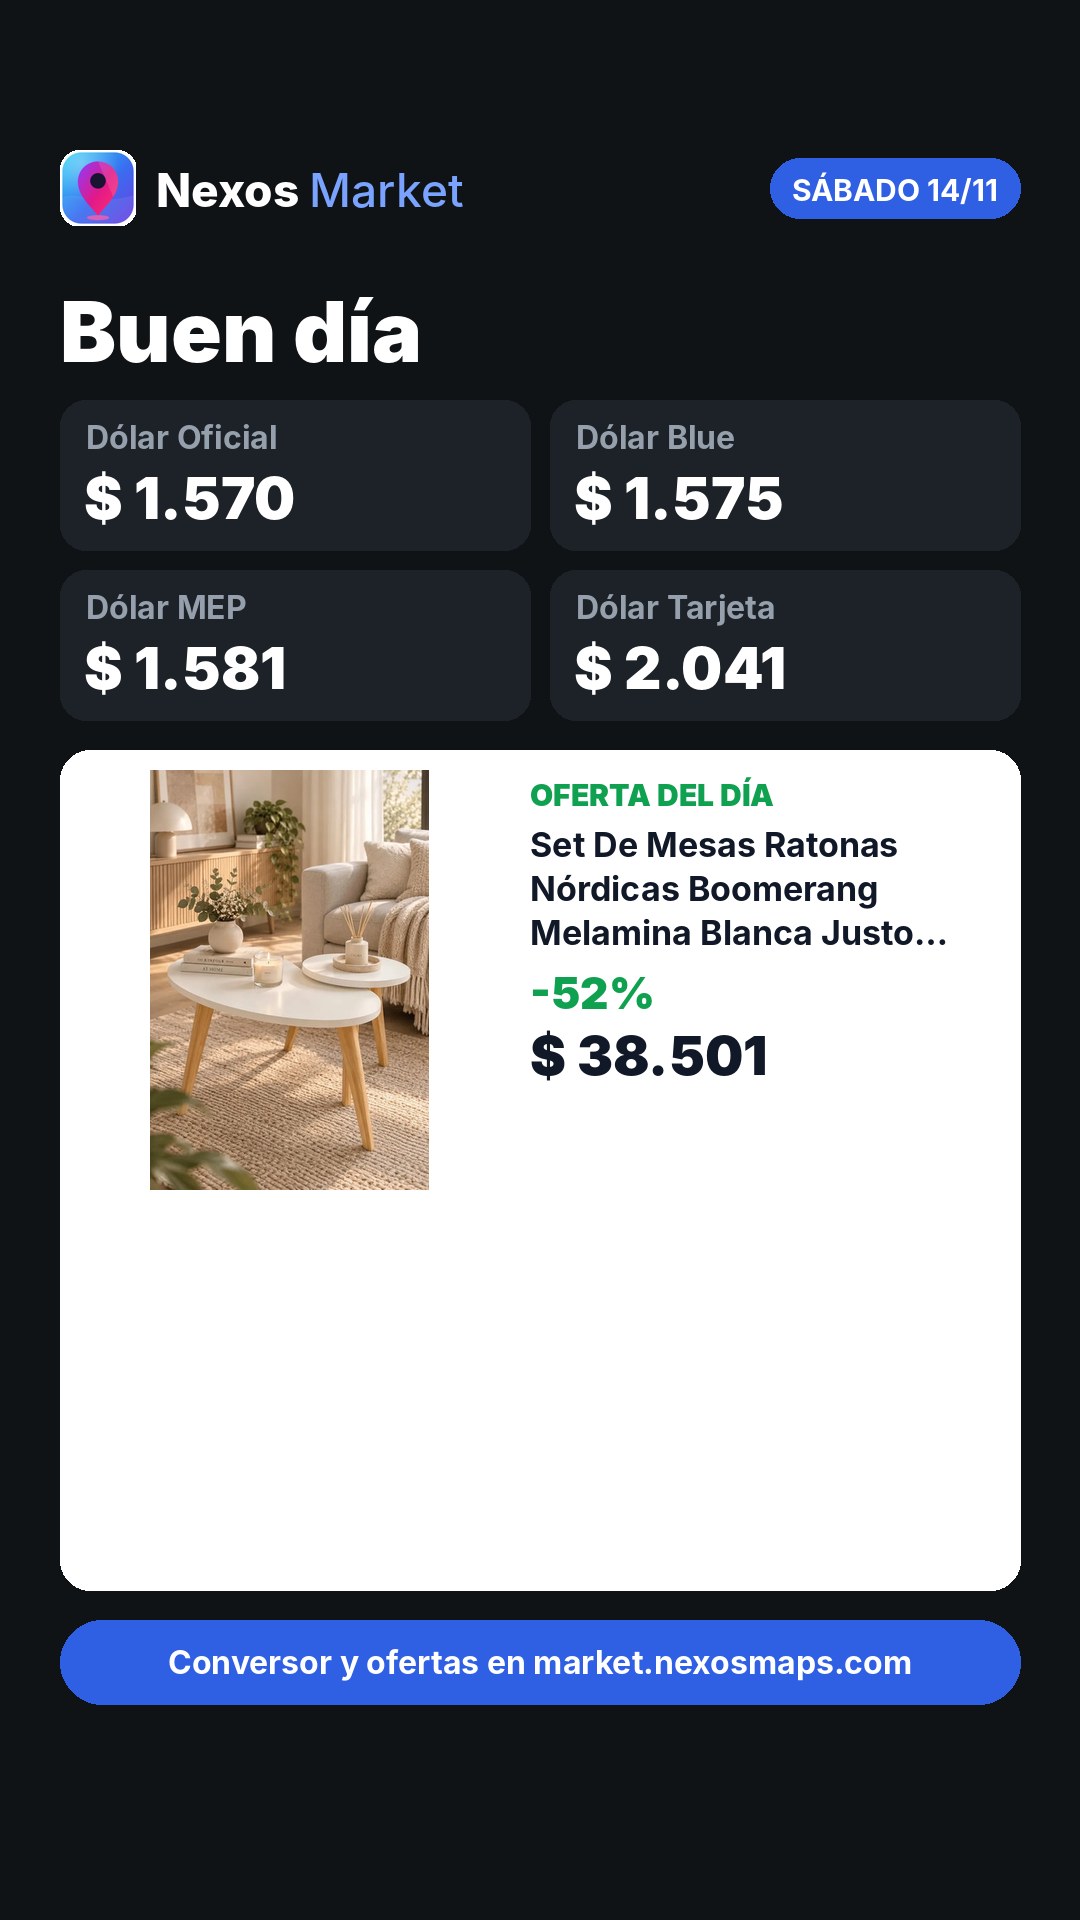 Nexos Market
SÁBADO 14/11
Buen día
Dólar Oficial
$ 1.570
Dólar Blue
$ 1.575
Dólar MEP
$ 1.581
Dólar Tarjeta
$ 2.041
OFERTA DEL DÍA
Set De Mesas Ratonas
Nórdicas Boomerang
Melamina Blanca Justo...
-52%
$ 38.501
Conversor y ofertas en market.nexosmaps.com